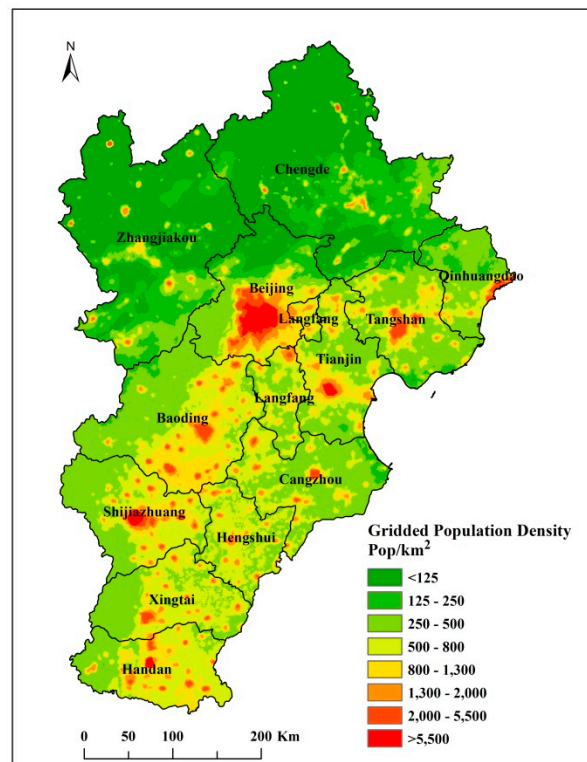 N
Chengde
Zhangjiakou
Qinhuangdao
Beijing
Langfang
Tangshan
Tianjin
Langfang
Baoding
Cangzhou
Shijiazhuang
Hengshui
Xingtai
Handan
Gridded Population Density
Pop/km²
<125
125 - 250
250 - 500
500 - 800
800 - 1,300
1,300 - 2,000
2,000 - 5,500
>5,500
0 50 100 200 Km